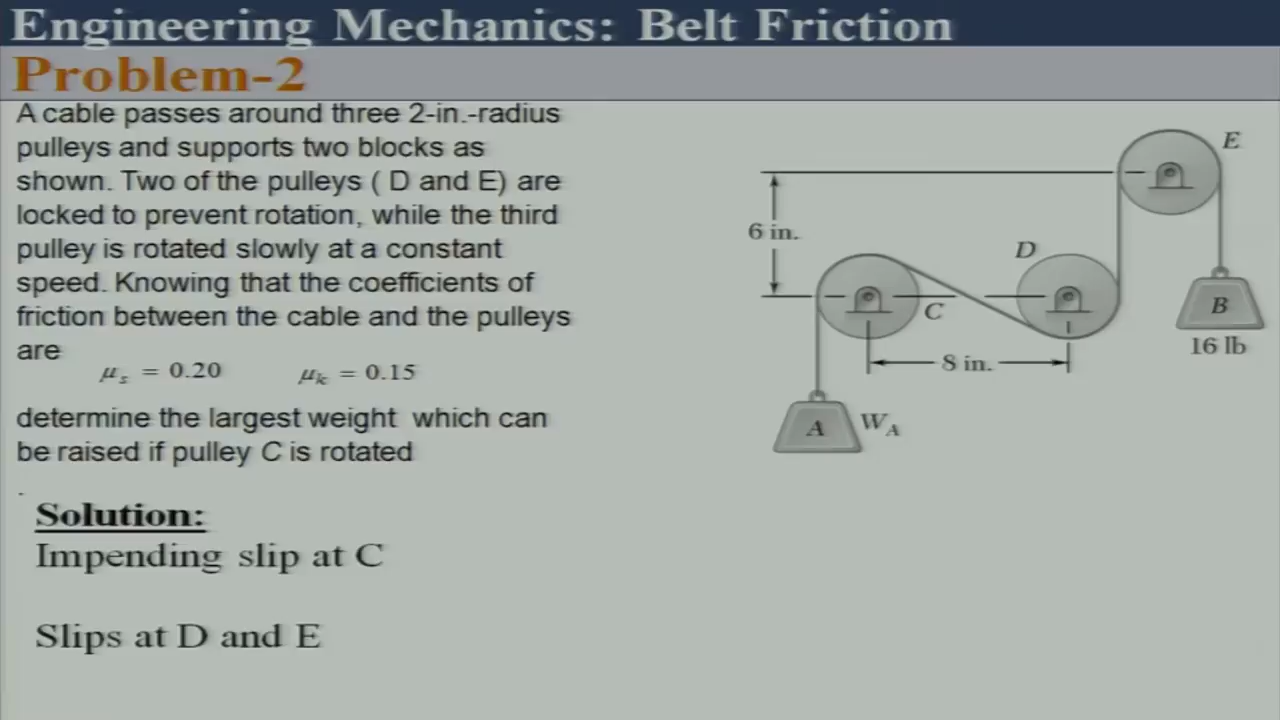 Engineering Mechanics: Belt Friction
Problem-2
A cable passes around three 2-in.-radius
pulleys and supports two blocks as
shown. Two of the pulleys ( D and E) are
locked to prevent rotation, while the third
pulley is rotated slowly at a constant
speed. Knowing that the coefficients of
friction between the cable and the pulleys
are
μs = 0.20 μk = 0.15
determine the largest weight which can
be raised if pulley C is rotated
.
Solution:
Impending slip at C
Slips at D and E
E
6 in.
D
C
B
16 lb
8 in.
A WA